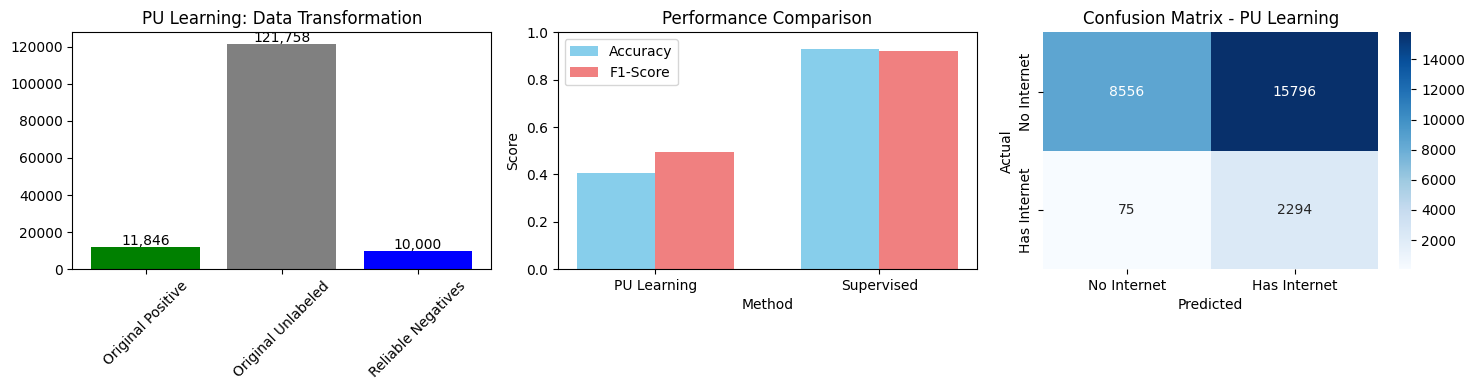 PU Learning: Data Transformation
120000
100000
80000
60000
40000
20000
0
11,846
121,758
10,000
Original Positive
Original Unlabeled
Reliable Negatives
Performance Comparison
Score
1.0
0.8
0.6
0.4
0.2
0.0
Accuracy
F1-Score
PU Learning
Supervised
Method
Confusion Matrix - PU Learning
Actual
No Internet
Has Internet
8556
15796
75
2294
No Internet
Has Internet
Predicted
14000
12000
10000
8000
6000
4000
2000